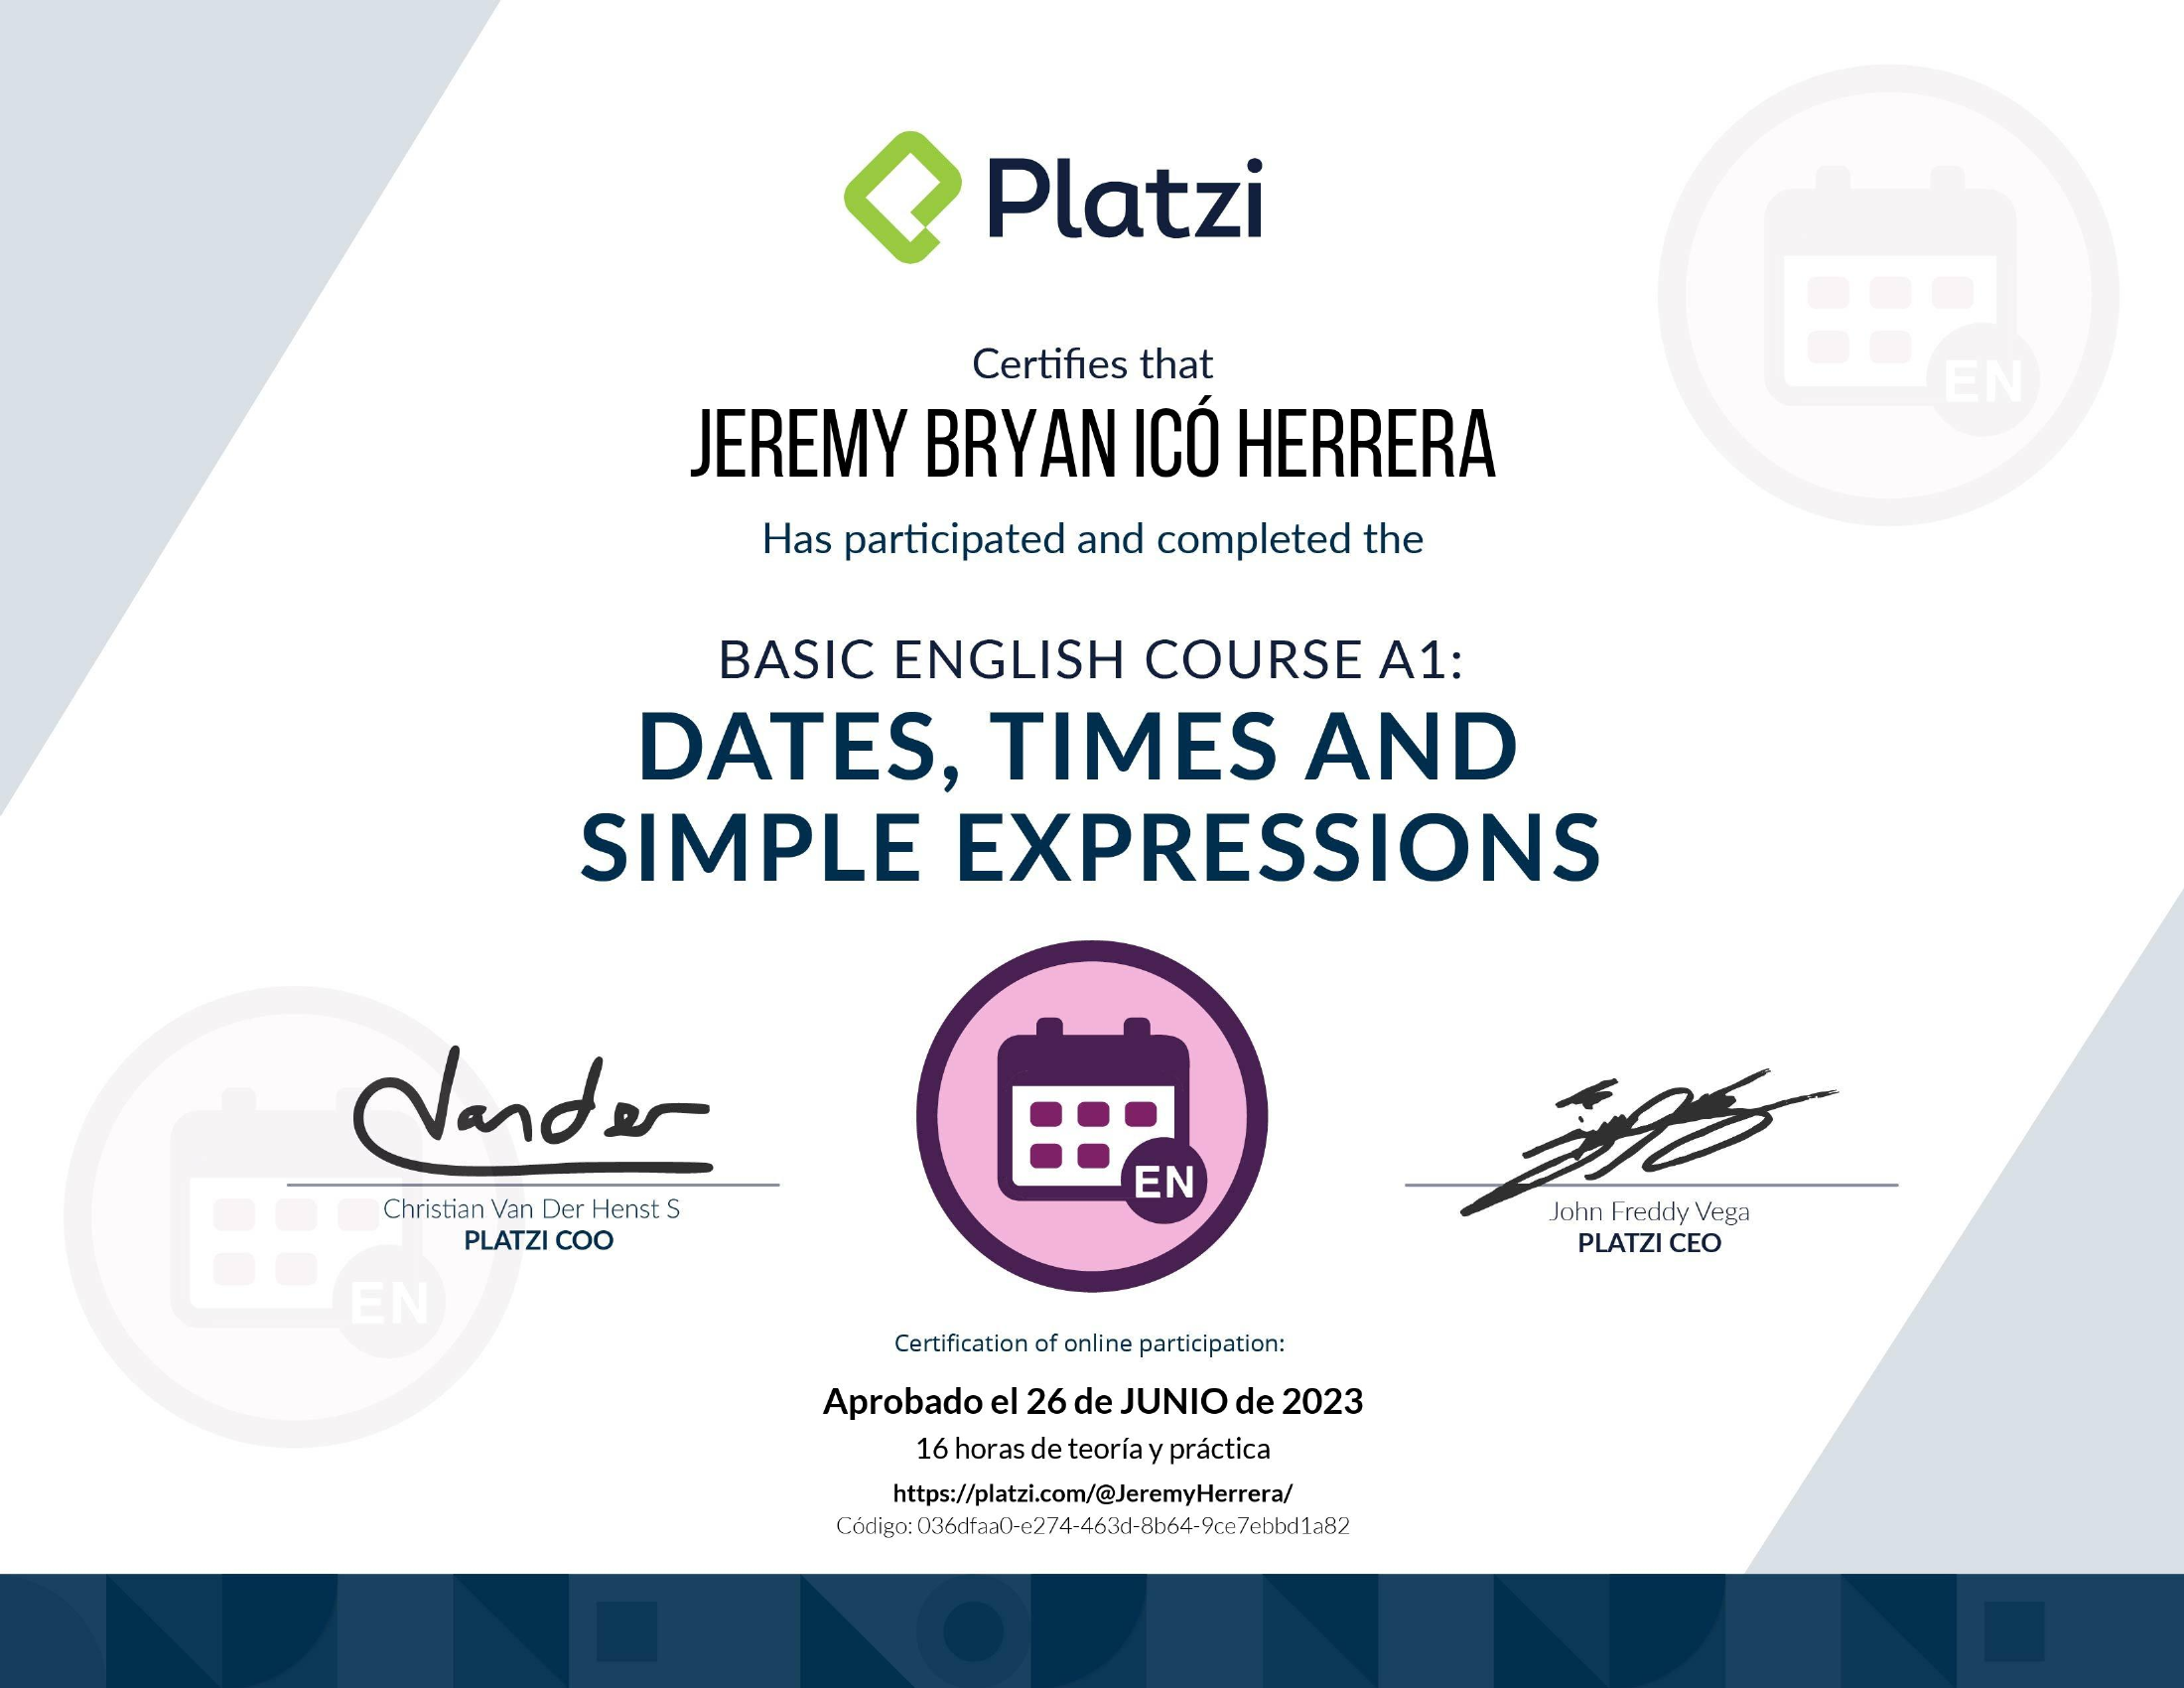 Platzi
Certifies that
JEREMY BRYAN ICÓ HERRERA
Has participated and completed the
BASIC ENGLISH COURSE A1:
DATES, TIMES AND
SIMPLE EXPRESSIONS
EN
EN
Vander
Christian Van Der Henst S
PLATZI COO
EN
John Freddy Vega
PLATZI CEO
Certification of online participation:
Aprobado el 26 de JUNIO de 2023
16 horas de teoría y práctica
https://platzi.com/@JeremyHerrera/
Código: 036dfaa0-e274-463d-8b64-9ce7ebbd1a82